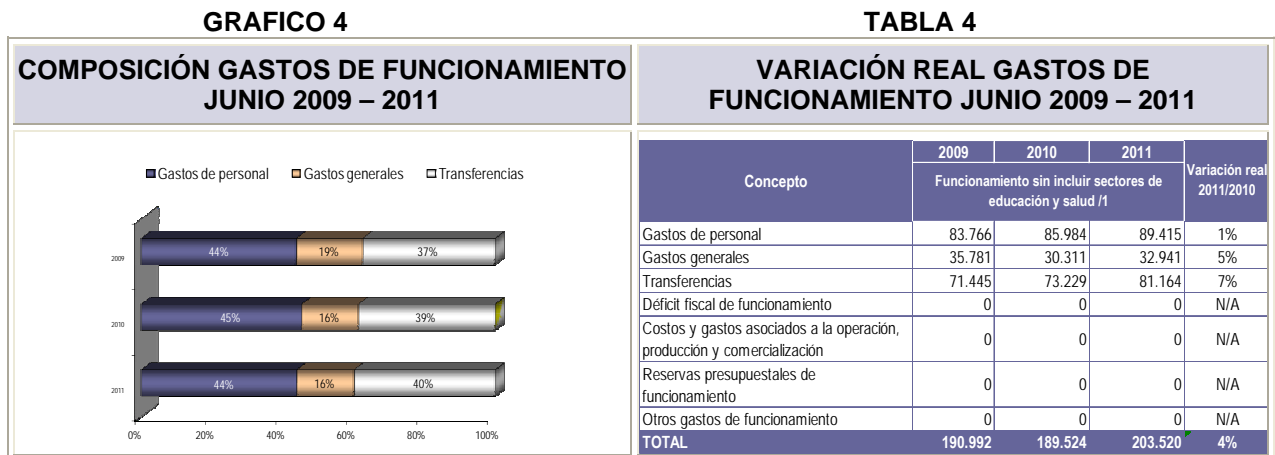 GRAFICO 4
COMPOSICIÓN GASTOS DE FUNCIONAMIENTO
JUNIO 2009 – 2011
Gastos de personal Gastos generales Transferencias
2009 44% 19% 37%
2010 45% 16% 39%
2011 44% 16% 40%
0% 20% 40% 60% 80% 100%
TABLA 4
VARIACIÓN REAL GASTOS DE
FUNCIONAMIENTO JUNIO 2009 – 2011
Concepto
2009 2010 2011
Funcionamiento sin incluir sectores de
educación y salud /1
Variación real
2011/2010
Gastos de personal 83.766 85.984 89.415 1%
Gastos generales 35.781 30.311 32.941 5%
Transferencias 71.445 73.229 81.164 7%
Déficit fiscal de funcionamiento 0 0 0 N/A
Costos y gastos asociados a la operación,
producción y comercialización 0 0 0 N/A
Reservas presupuestales de
funcionamiento 0 0 0 N/A
Otros gastos de funcionamiento 0 0 0 N/A
TOTAL 190.992 189.524 203.520 4%